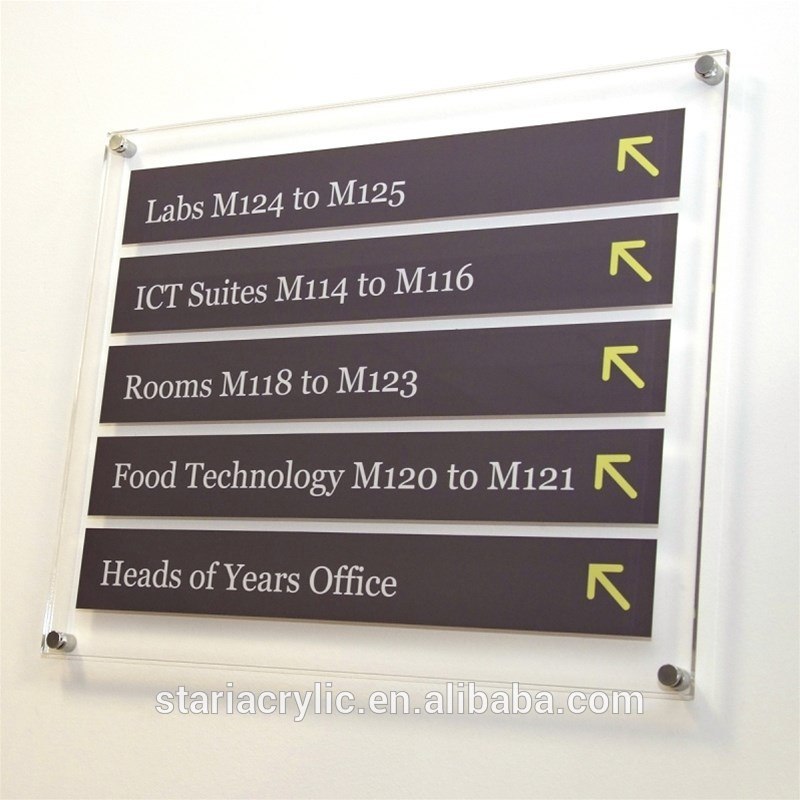 Labs M124 to M125
ICT Suites M114 to M116
Rooms M118 to M123
Food Technology M120 to M121
Heads of Years Office
stariacrylic.en.alibaba.com